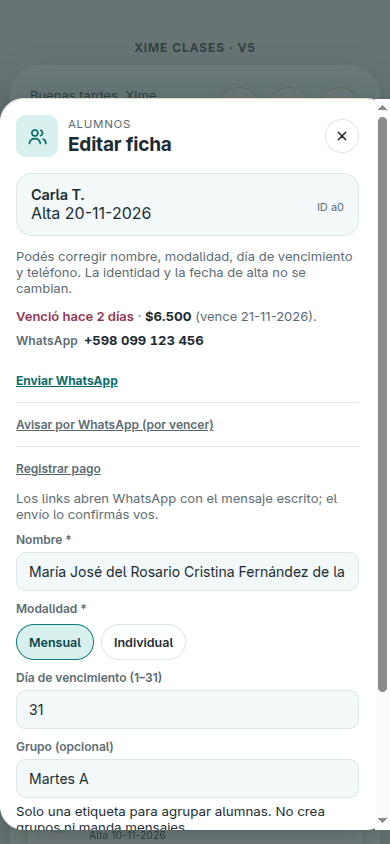 XIME CLASES · V5
Buenas tardes, Xime
ALUMNOS
Editar ficha
Carla T.
Alta 20-11-2026
ID a0
Podés corregir nombre, modalidad, día de vencimiento
y teléfono. La identidad y la fecha de alta no se
cambian.
Venció hace 2 días · $6.500 (vence 21-11-2026).
WhatsApp +598 099 123 456
Enviar WhatsApp
Avisar por WhatsApp (por vencer)
Registrar pago
Los links abren WhatsApp con el mensaje escrito; el
envío lo confirmás vos.
Nombre *
María José del Rosario Cristina Fernández de la
Modalidad *
Mensual
Individual
Día de vencimiento (1–31)
31
Grupo (opcional)
Martes A
Solo una etiqueta para agrupar alumnas. No crea
grupos ni manda mensajes
Alta 10-11-2026